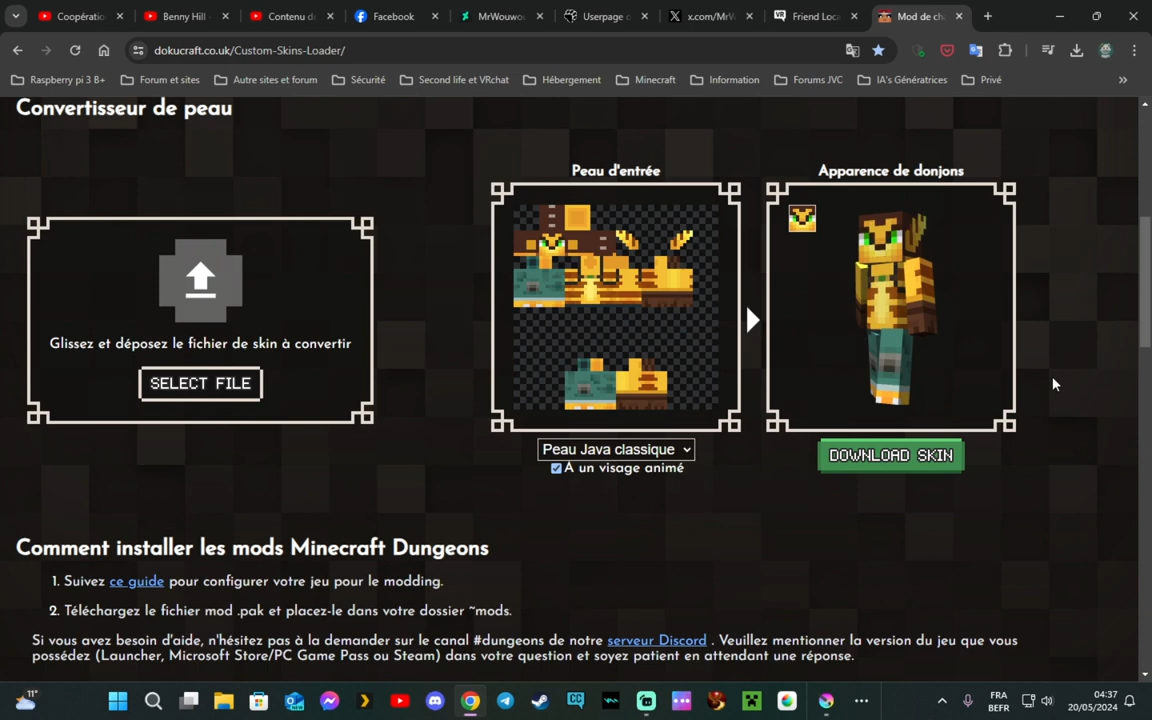 Coopératio
Benny Hill -
Contenu de
Facebook
MrWouwou
Userpage o
x.com/MrW
Friend Loca
Mod de cha
dokucraft.co.uk/Custom-Skins-Loader/
Raspberry pi 3 B+
Forum et sites
Autre sites et forum
Sécurité
Second life et VRchat
Hébergement
Minecraft
Information
Forums JVC
IA's Génératrices
Privé
Convertisseur de peau
Peau d'entrée
Apparence de donjons
Glissez et déposez le fichier de skin à convertir
SELECT FILE
Peau Java classique
À un visage animé
DOWNLOAD SKIN
Comment installer les mods Minecraft Dungeons
1. Suivez ce guide pour configurer votre jeu pour le modding.
2. Téléchargez le fichier mod .pak et placez-le dans votre dossier ~mods.
Si vous avez besoin d'aide, n'hésitez pas à la demander sur le canal #dungeons de notre serveur Discord . Veuillez mentionner la version du jeu que vous
possédez (Launcher, Microsoft Store/PC Game Pass ou Steam) dans votre question et soyez patient en attendant une réponse.
11°
FRA
BEFR
04:37
20/05/2024